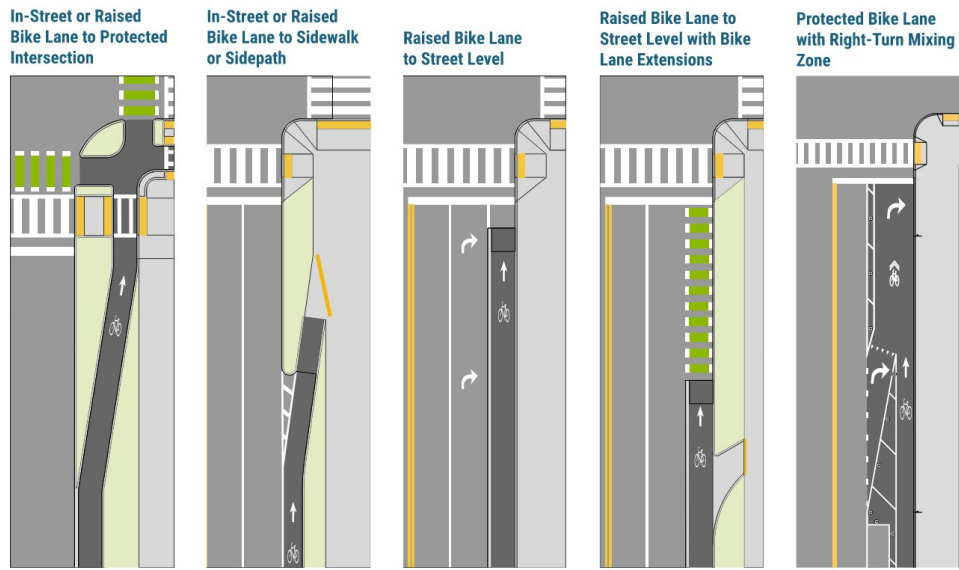 In-Street or Raised
Bike Lane to Protected
Intersection
In-Street or Raised
Bike Lane to Sidewalk
or Sidepath
Raised Bike Lane
to Street Level
Raised Bike Lane to
Street Level with Bike
Lane Extensions
Protected Bike Lane
with Right-Turn Mixing
Zone